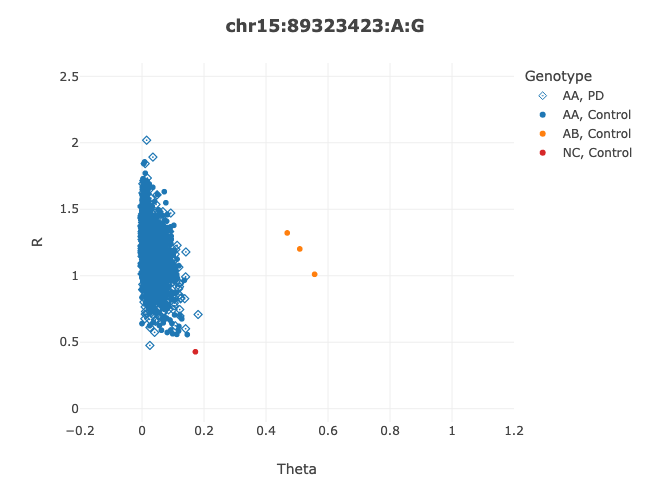 chr15:89323423:A:G
Genotype
AA, PD
AA, Control
AB, Control
NC, Control
R
2.5
2
1.5
1
0.5
0
−0.2 0 0.2 0.4 0.6 0.8 1 1.2
Theta